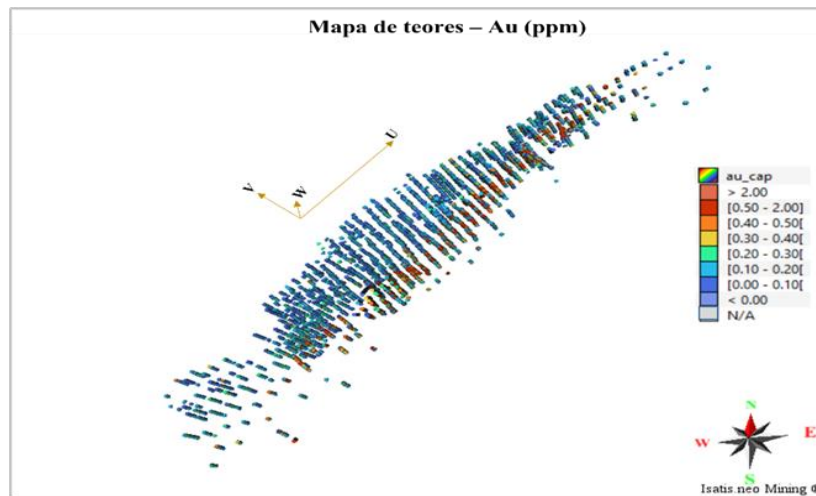 Mapa de teores – Au (ppm)
U
V
W
au_cap
> 2.00
[0.50 - 2.00]
[0.40 - 0.50[
[0.30 - 0.40[
[0.20 - 0.30[
[0.10 - 0.20[
[0.00 - 0.10[
< 0.00
N/A
N
W
E
S
Isatis.neo Mining ©